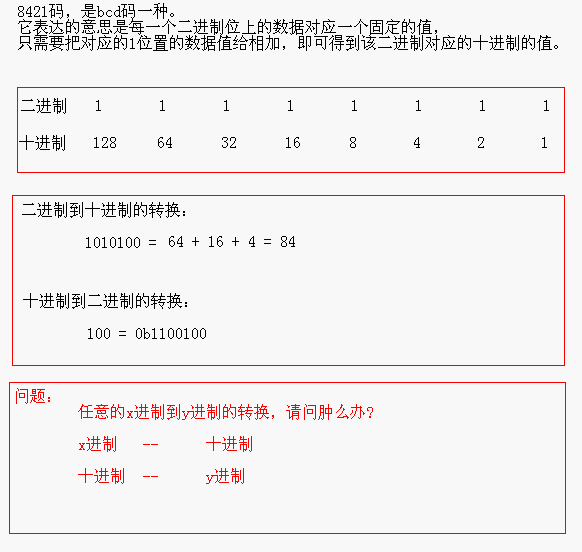 8421码，是bcd码一种。
它表达的意思是每一个二进制位上的数据对应一个固定的值，
只需要把对应的1位置的数据值给相加，即可得到该二进制对应的十进制的值。
二进制 1 1 1 1 1 1 1 1
十进制 128 64 32 16 8 4 2 1
二进制到十进制的转换：
1010100 = 64 + 16 + 4 = 84
十进制到二进制的转换：
100 = 0b1100100
问题：
任意的x进制到y进制的转换，请问肿么办?
x进制 -- 十进制
十进制 -- y进制